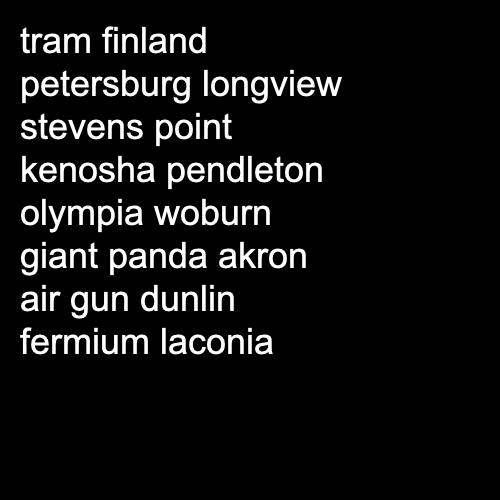 tram finland
petersburg longview
stevens point
kenosha pendleton
olympia woburn
giant panda akron
air gun dunlin
fermium laconia